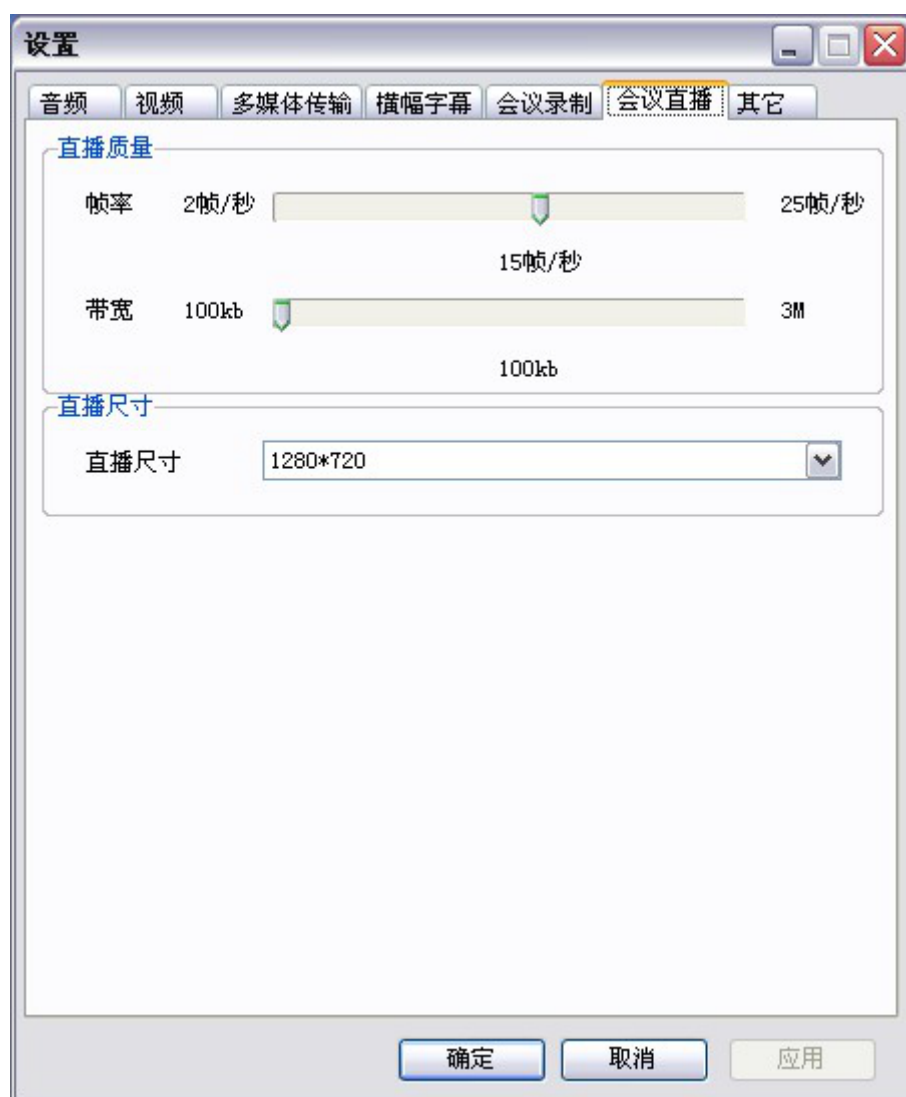 设置
音频 视频 多媒体传输 横幅字幕 会议录制 会议直播 其它
直播质量
帧率 2帧/秒 25帧/秒
15帧/秒
带宽 100kb 3M
100kb
直播尺寸
直播尺寸 1280*720
确定 取消 应用